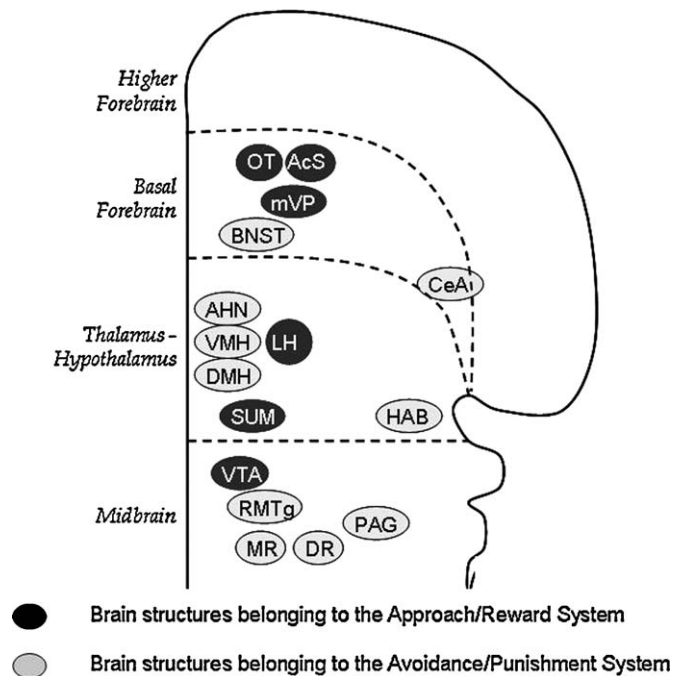 Higher
Forebrain
OT AcS
Basal
Forebrain
mVP
BNST
CeA
AHN
Thalamus -
Hypothalamus
VMH LH
DMH
SUM HAB
VTA
RMTg
Midbrain
PAG
MR DR
Brain structures belonging to the Approach/Reward System
Brain structures belonging to the Avoidance/Punishment System